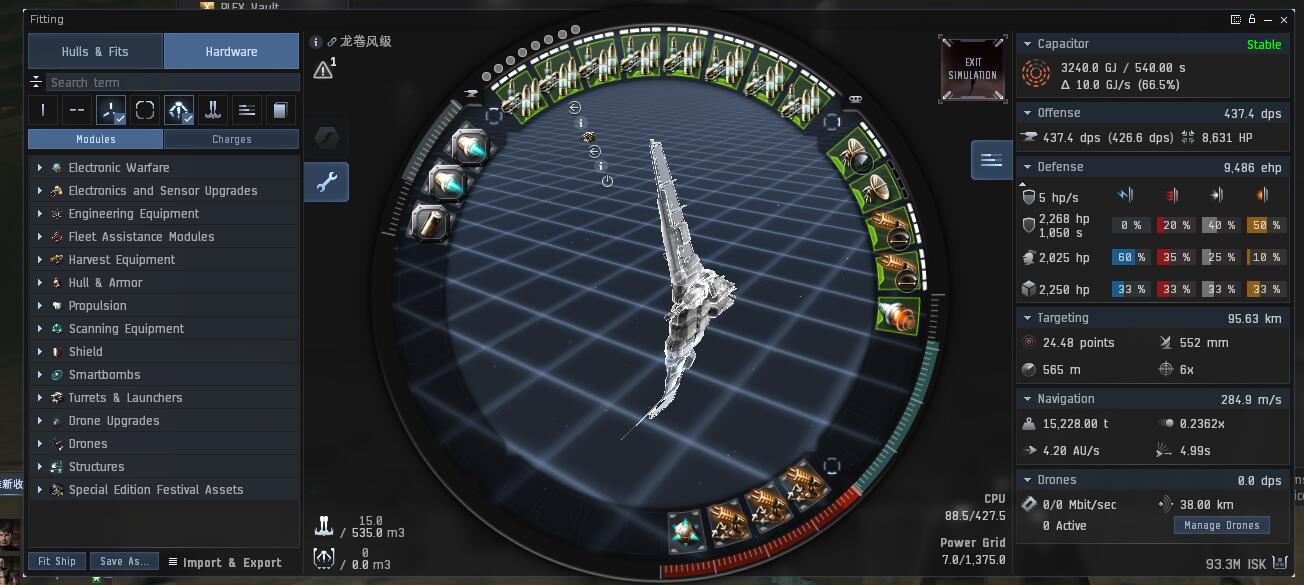 PLEX Vault
Fitting
Hulls & Fits
Hardware
Search term
Modules
Charges
Electronic Warfare
Electronics and Sensor Upgrades
Engineering Equipment
Fleet Assistance Modules
Harvest Equipment
Hull & Armor
Propulsion
Scanning Equipment
Shield
Smartbombs
Turrets & Launchers
Drone Upgrades
Drones
Structures
Special Edition Festival Assets
Fit Ship
Save As...
Import & Export
龙卷风级
1
EXIT
SIMULATION
15.0
/ 535.0 m3
0
/ 0.0 m3
CPU
88.5/427.5
Power Grid
7.0/1,375.0
Capacitor
Stable
3240.0 GJ / 540.00 s
Δ 10.0 GJ/s (66.5%)
Offense
437.4 dps
437.4 dps (426.6 dps)
8,631 HP
Defense
9,486 ehp
5 hp/s
2,268 hp
1,050 s
0 %
20 %
40 %
50 %
2,025 hp
60 %
35 %
25 %
10 %
2,250 hp
33 %
33 %
33 %
33 %
Targeting
95.63 km
24.48 points
552 mm
565 m
6x
Navigation
284.9 m/s
15,228.00 t
0.2362x
4.20 AU/s
4.99s
Drones
0.0 dps
0/0 Mbit/sec
38.00 km
0 Active
Manage Drones
93.3M ISK